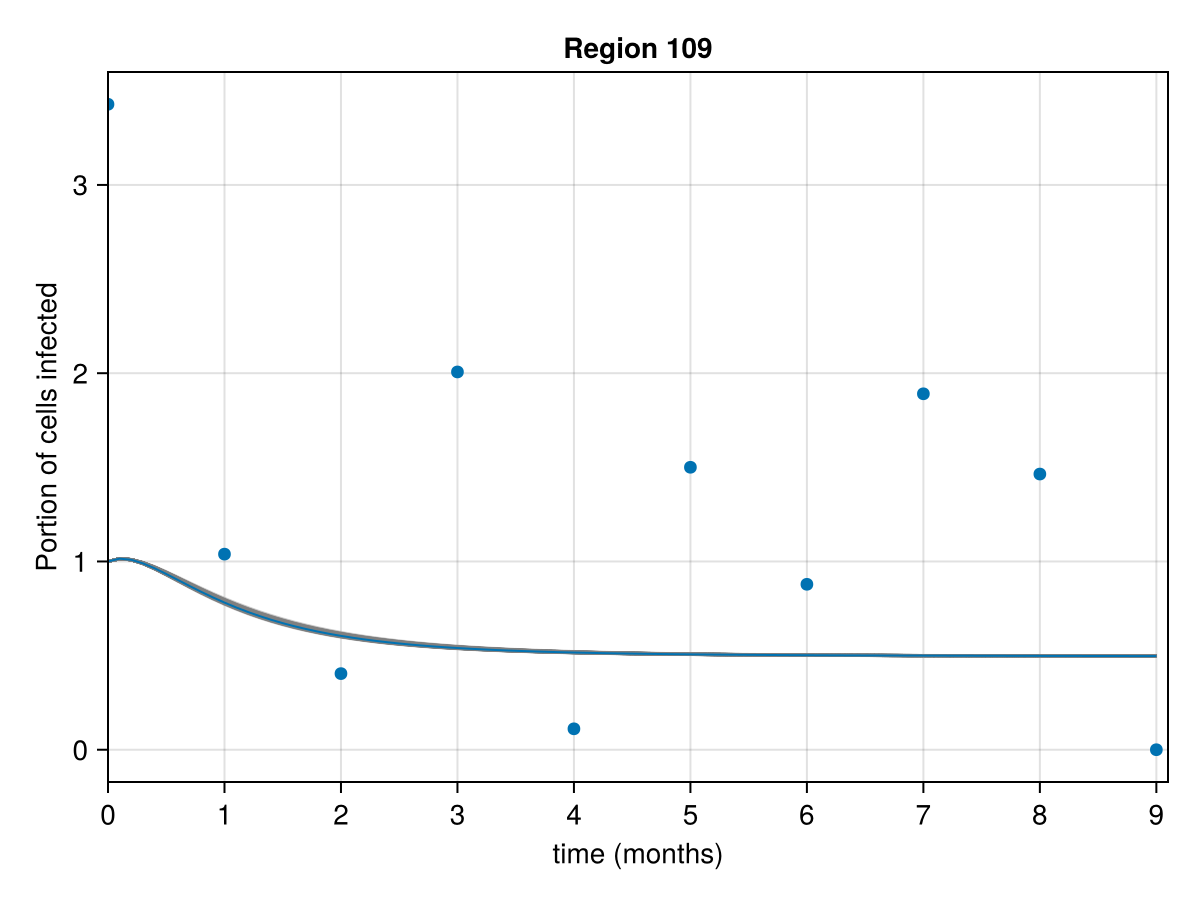 Region 109
Portion of cells infected
3
2
1
0
0 1 2 3 4 5 6 7 8 9
time (months)